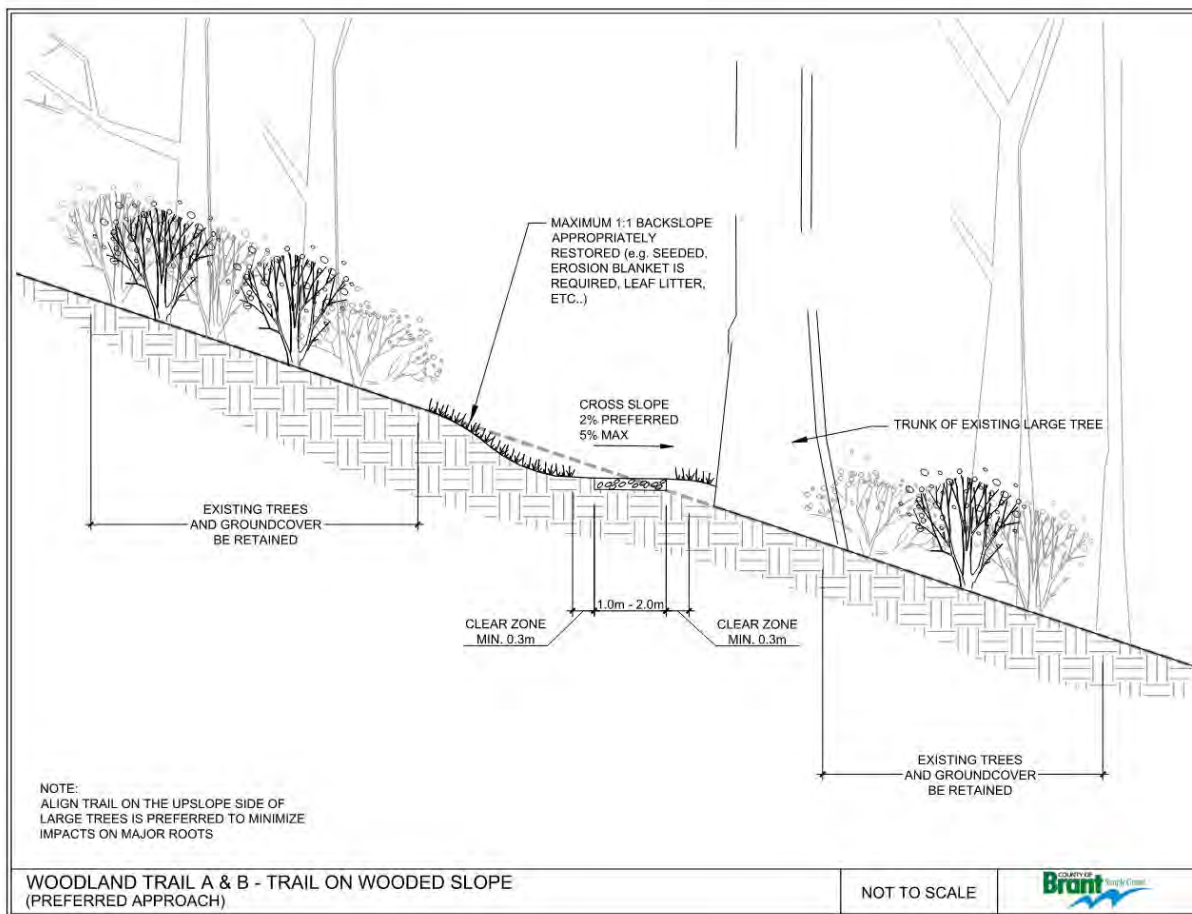 MAXIMUM 1:1 BACKSLOPE
APPROPRIATELY
RESTORED (e.g. SEEDED,
EROSION BLANKET IS
REQUIRED, LEAF LITTER,
ETC..)
CROSS SLOPE
2% PREFERRED
5% MAX
TRUNK OF EXISTING LARGE TREE
EXISTING TREES
AND GROUNDCOVER
BE RETAINED
1.0m - 2.0m
CLEAR ZONE
MIN. 0.3m
CLEAR ZONE
MIN. 0.3m
EXISTING TREES
AND GROUNDCOVER
BE RETAINED
NOTE:
ALIGN TRAIL ON THE UPSLOPE SIDE OF
LARGE TREES IS PREFERRED TO MINIMIZE
IMPACTS ON MAJOR ROOTS
WOODLAND TRAIL A & B - TRAIL ON WOODED SLOPE
(PREFERRED APPROACH)
NOT TO SCALE
COUNTY OF
Brant Simply Grand